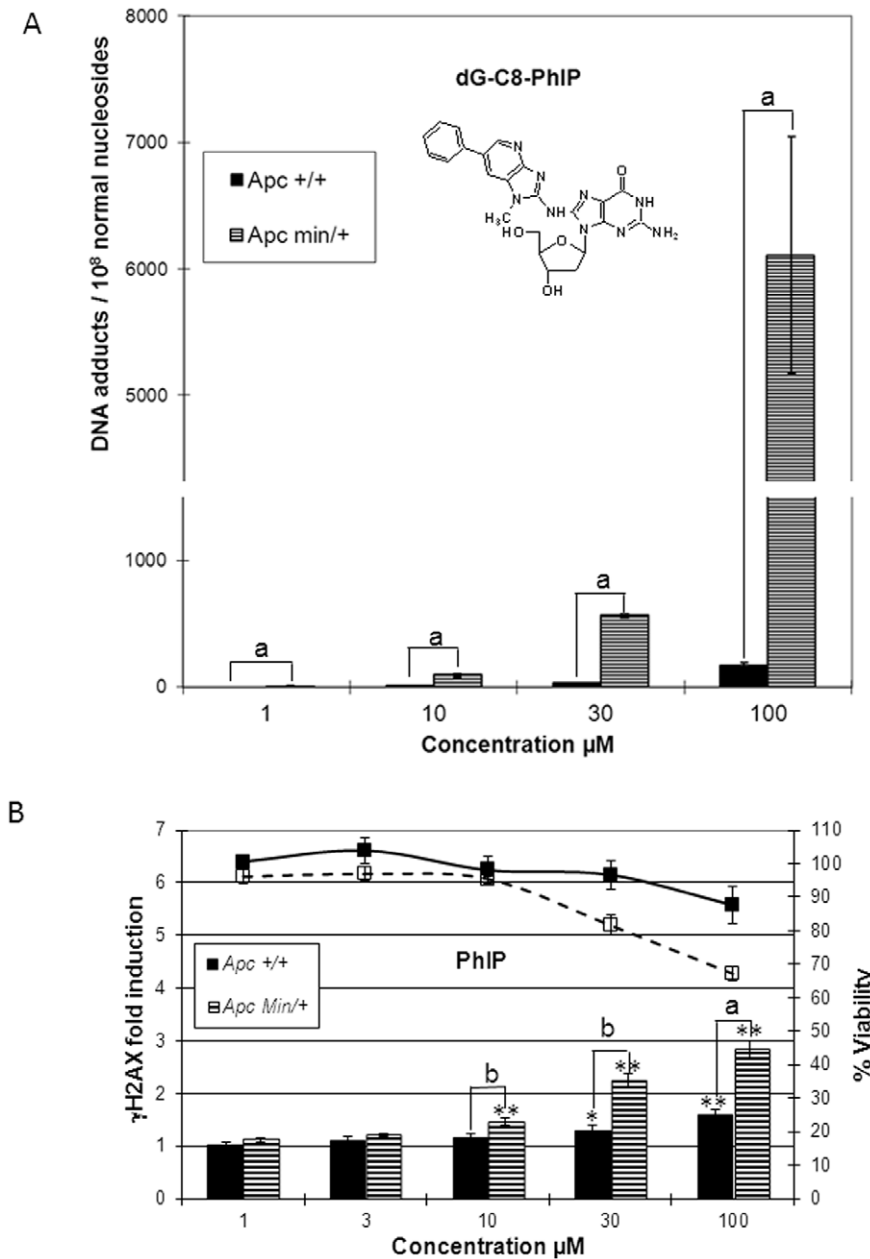 A
8000
dG-C8-PhIP
a
7000
Apc +/+
Apc min/+
N
N
N
H₃C
NH
O
N
NH
N
N
NH₂
HO
O
OH
6000
5000
DNA adducts / 10⁸ normal nucleosides
1000
a
a
a
0
1 10 30 100
Concentration µM
B
7 110
6 100
90
5 80
70
4 60
3 50
40
2 30
1 20
10
0 0
Apc +/+
Apc Min/+
PhIP
γH2AX fold induction
% Viability
b
b
a
**
*
**
**
**
1 3 10 30 100
Concentration µM